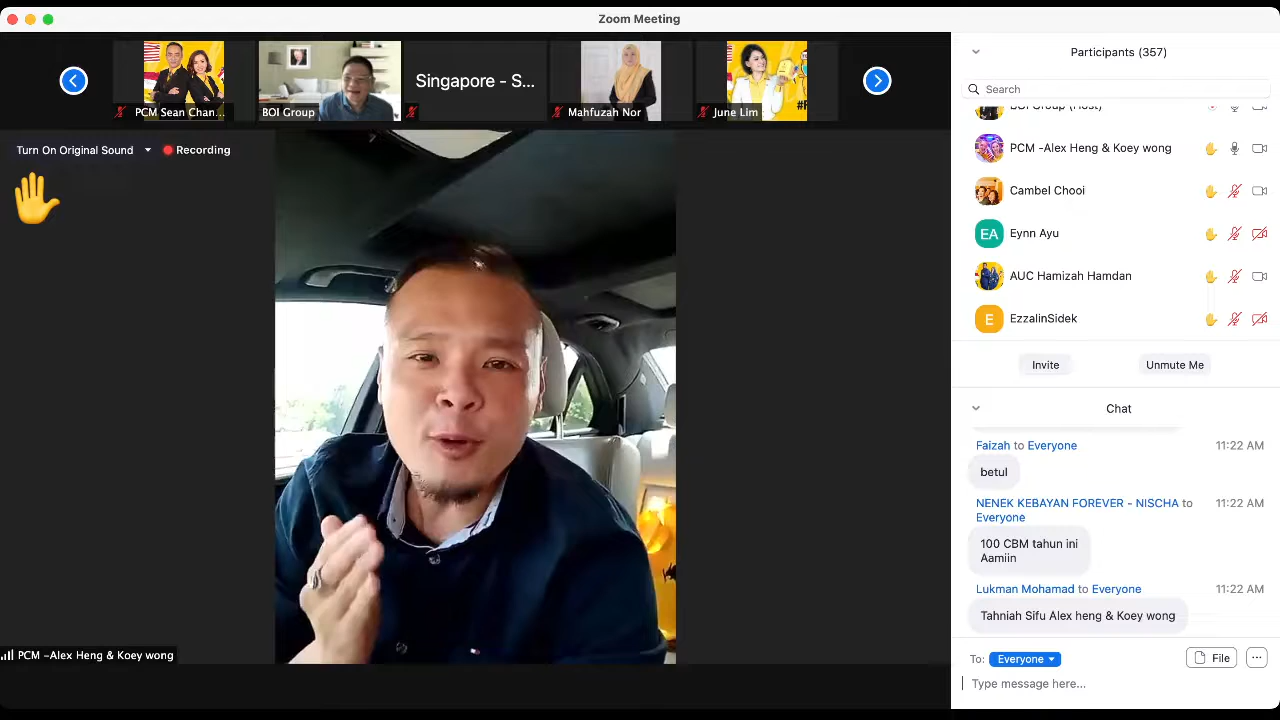 Zoom Meeting
PCM Sean Chan...
BOI Group
Singapore - S...
Mahfuzah Nor
June Lim
#F
Turn On Original Sound
Recording
PCM -Alex Heng & Koey wong
Participants (357)
Search
BOI Group (Host)
PCM -Alex Heng & Koey wong
Cambel Chooi
EA
Eynn Ayu
AUC Hamizah Hamdan
E
EzzalinSidek
Invite
Unmute Me
Chat
Faizah to Everyone 11:22 AM
betul
NENEK KEBAYAN FOREVER - NISCHA to 11:22 AM
Everyone
100 CBM tahun ini
Aamiin
Lukman Mohamad to Everyone 11:22 AM
Tahniah Sifu Alex heng & Koey wong
To: Everyone
File
Type message here...